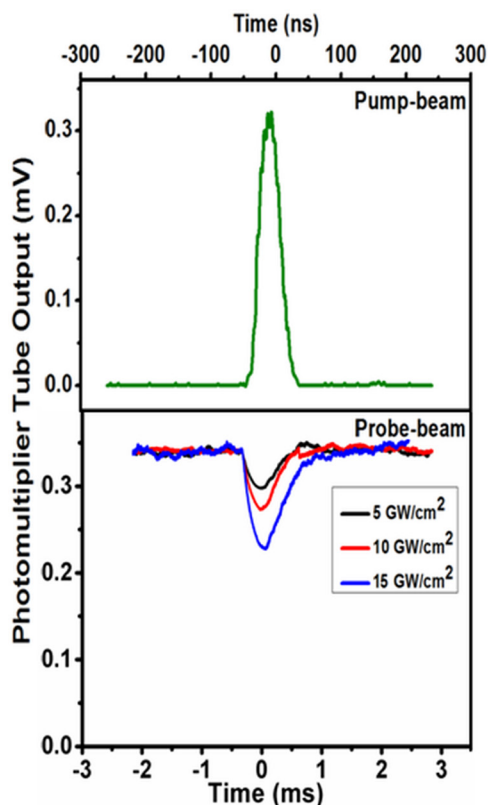 Time (ns)
-300 -200 -100 0 100 200 300
Pump-beam
0.3
0.2
0.1
0.0
Photomultiplier Tube Output (mV)
Probe-beam
0.3
0.2
0.1
0.0
5 GW/cm²
10 GW/cm²
15 GW/cm²
-3 -2 -1 0 1 2 3
Time (ms)